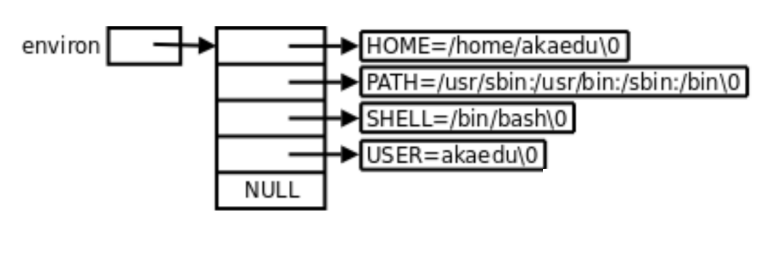 environ HOME=/home/akaedu\0
PATH=/usr/sbin:/usr/bin:/sbin:/bin\0
SHELL=/bin/bash\0
USER=akaedu\0
NULL